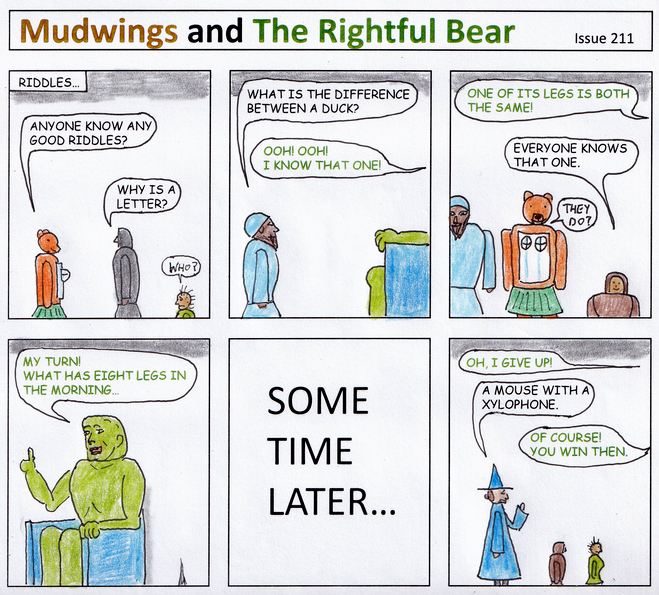 Mudwings and The Rightful Bear
Issue 211
RIDDLES...
ANYONE KNOW ANY
GOOD RIDDLES?
WHY IS A
LETTER?
WHO?
WHAT IS THE DIFFERENCE
BETWEEN A DUCK?
OOH! OOH!
I KNOW THAT ONE!
ONE OF ITS LEGS IS BOTH
THE SAME!
EVERYONE KNOWS
THAT ONE.
THEY
DO?
MY TURN!
WHAT HAS EIGHT LEGS IN
THE MORNING...
SOME
TIME
LATER...
OH, I GIVE UP!
A MOUSE WITH A
XYLOPHONE.
OF COURSE!
YOU WIN THEN.